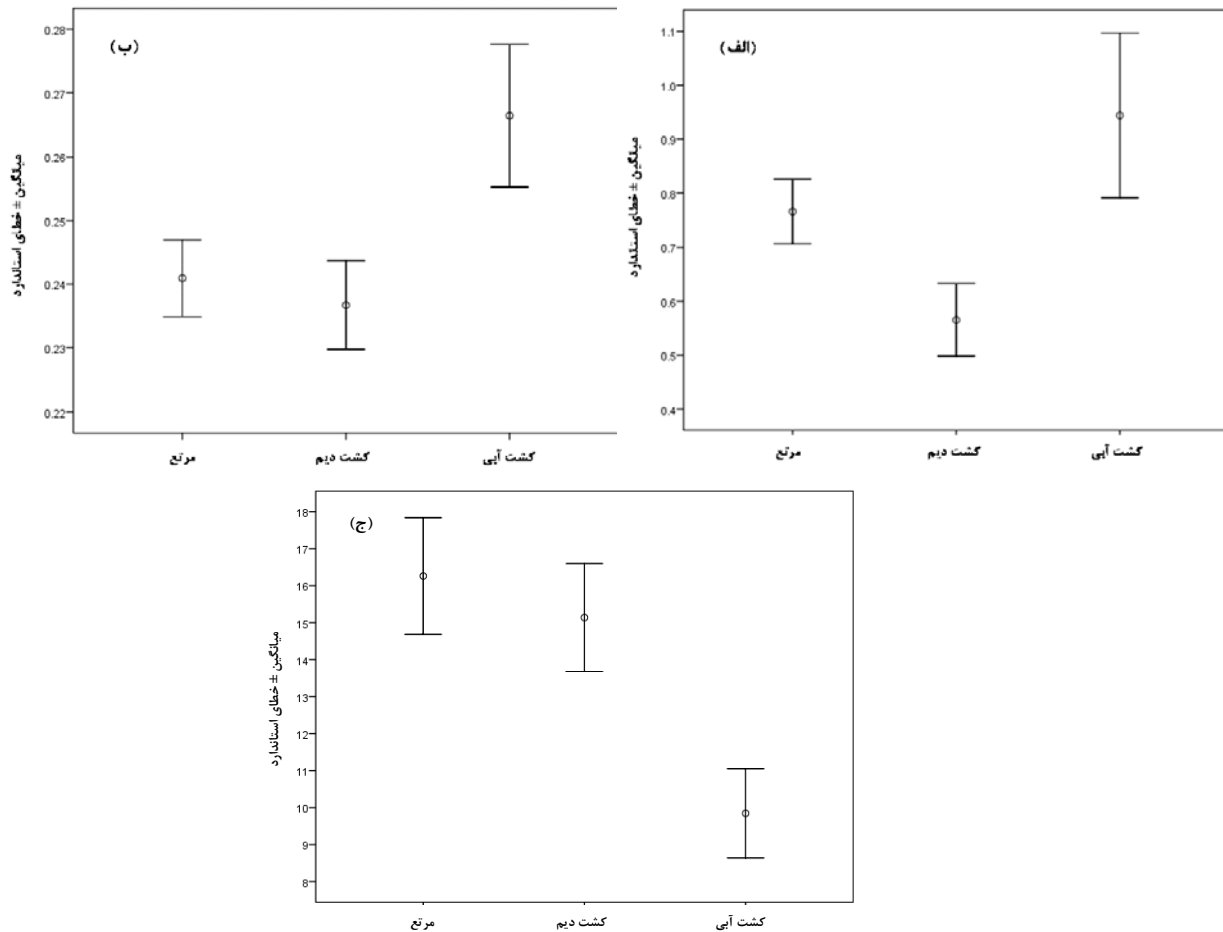 (الف)
میانگین ± خطای استاندارد
1.1
1.0
0.9
0.8
0.7
0.6
0.5
0.4
مرتع
کشت دیم
کشت آبی
(ب)
میانگین ± خطای استاندارد
0.28
0.27
0.26
0.25
0.24
0.23
0.22
مرتع
کشت دیم
کشت آبی
(ج)
میانگین ± خطای استاندارد
18
17
16
15
14
13
12
11
10
9
8
مرتع
کشت دیم
کشت آبی